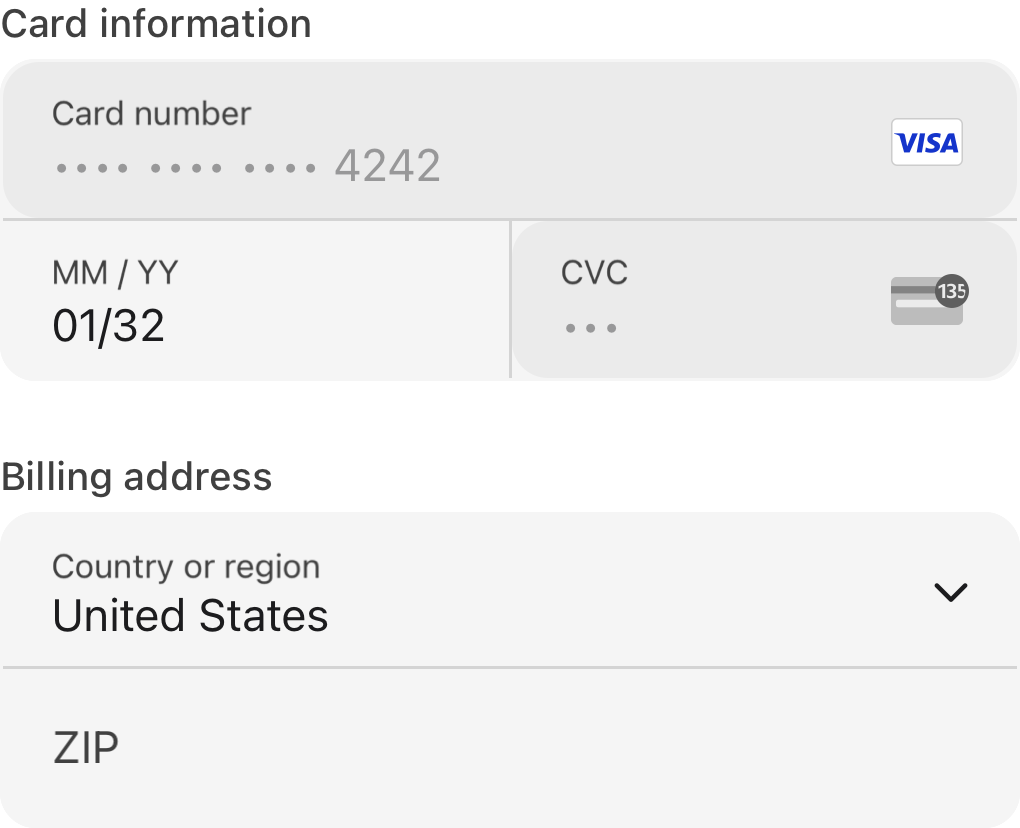 Card information
Card number
VISA
•••• •••• •••• 4242
MM / YY
CVC
01/32
•••
135
Billing address
Country or region
United States
ZIP